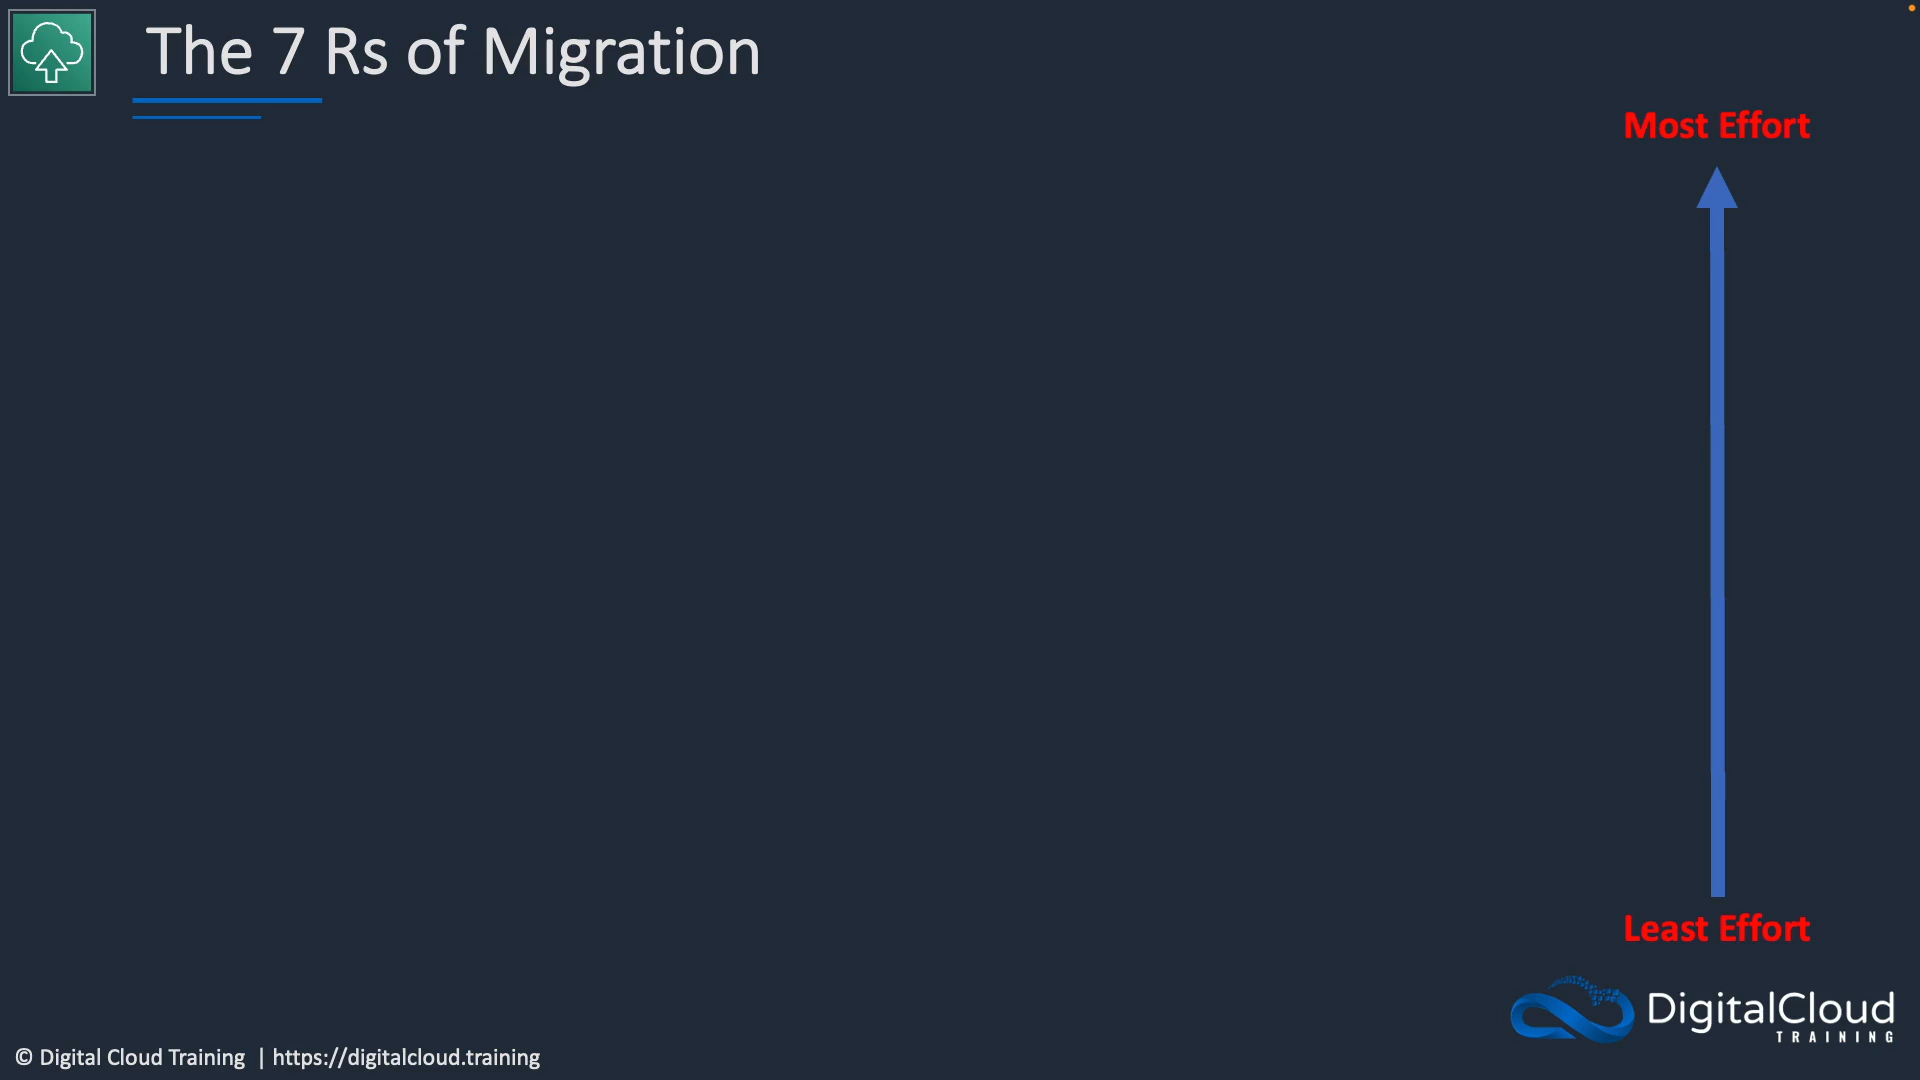 The 7 Rs of Migration
Most Effort
Least Effort
DigitalCloud
TRAINING
© Digital Cloud Training | https://digitalcloud.training